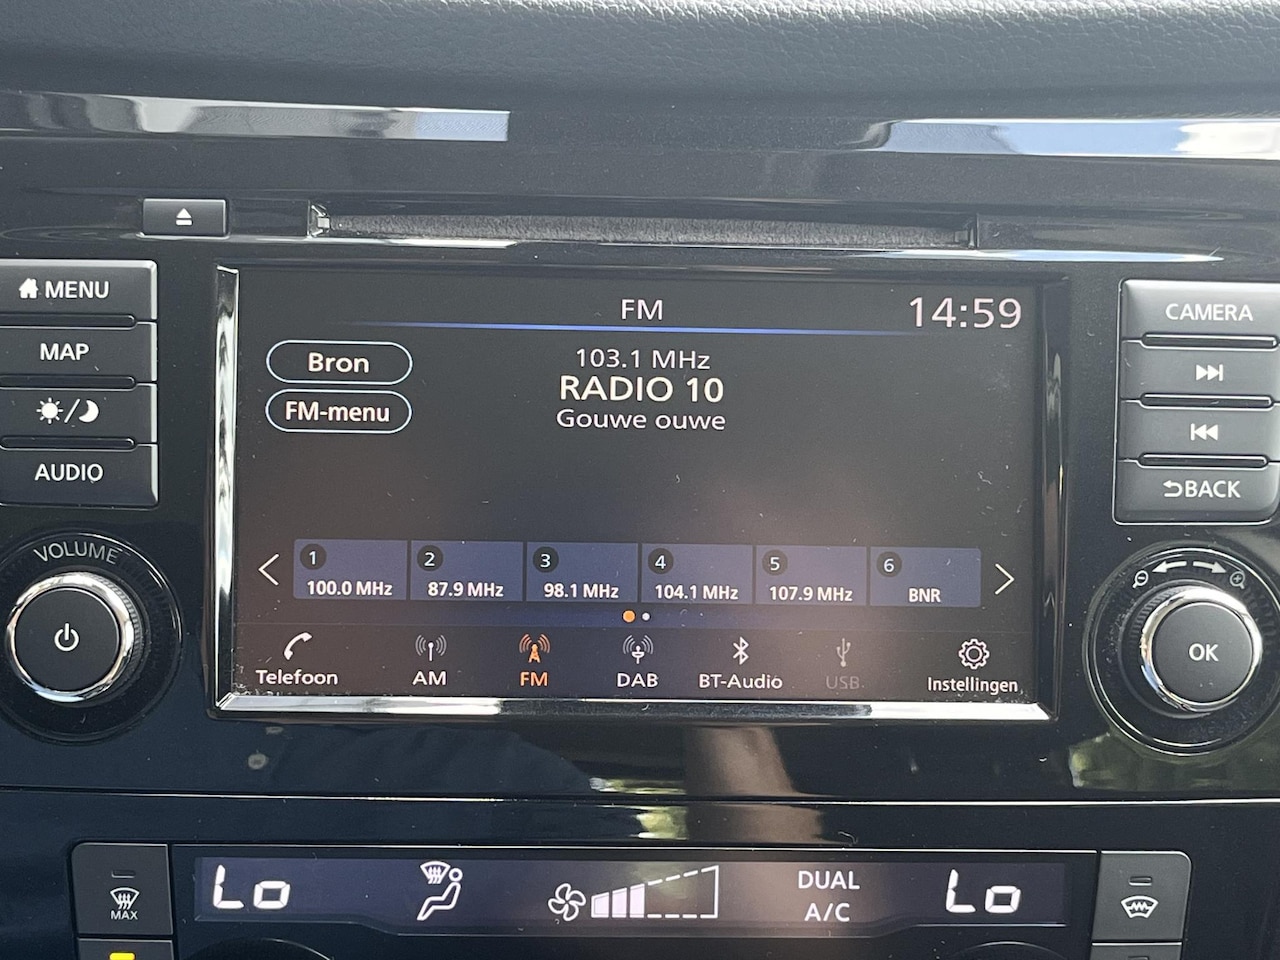 MENU
MAP
AUDIO
VOLUME
FM
14:59
Bron
FM-menu
103.1 MHz
RADIO 10
Gouwe ouwe
1
100.0 MHz
2
87.9 MHz
3
98.1 MHz
4
104.1 MHz
5
107.9 MHz
6
BNR
Telefoon
AM
FM
DAB
BT-Audio
USB
Instellingen
CAMERA
BACK
OK
MAX
Lo
DUAL
A/C
Lo